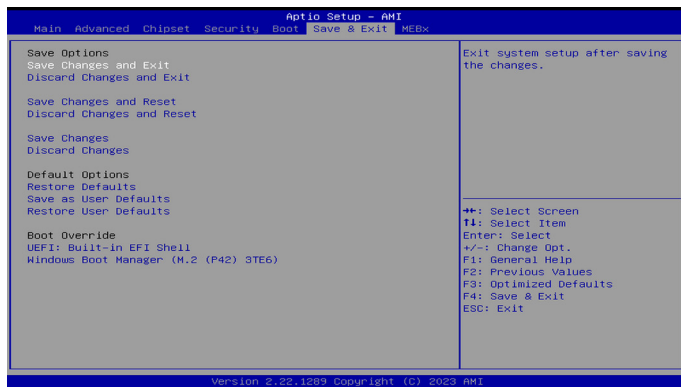 Aptio Setup – AMI
Main Advanced Chipset Security Boot Save & Exit MEBx
Save Options
Save Changes and Exit
Discard Changes and Exit
Save Changes and Reset
Discard Changes and Reset
Save Changes
Discard Changes
Default Options
Restore Defaults
Save as User Defaults
Restore User Defaults
Boot Override
UEFI: Built-in EFI Shell
Windows Boot Manager (M.2 (P42) 3TE6)
Exit system setup after saving
the changes.
→←: Select Screen
↑↓: Select Item
Enter: Select
+/-: Change Opt.
F1: General Help
F2: Previous Values
F3: Optimized Defaults
F4: Save & Exit
ESC: Exit
Version 2.22.1289 Copyright (C) 2023 AMI